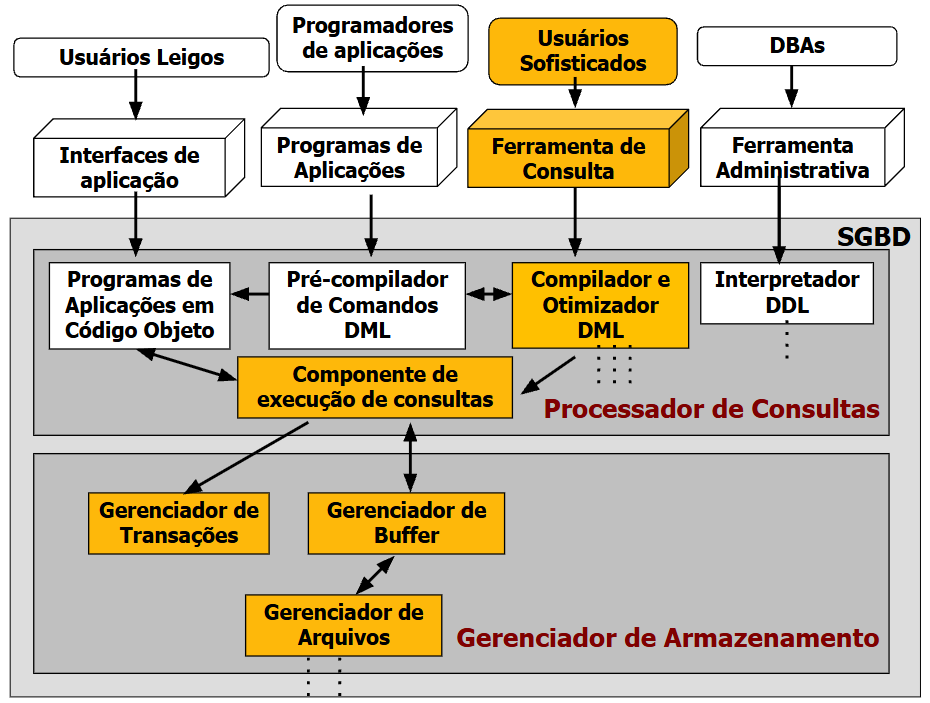 Usuários Leigos
Programadores
de aplicações
Usuários
Sofisticados
DBAs
Interfaces de
aplicação
Programas de
Aplicações
Ferramenta de
Consulta
Ferramenta
Administrativa
SGBD
Programas de
Aplicações em
Código Objeto
Pré-compilador
de Comandos
DML
Compilador e
Otimizador
DML
Interpretador
DDL
Componente de
execução de consultas
Processador de Consultas
Gerenciador de
Transações
Gerenciador de
Buffer
Gerenciador de
Arquivos
Gerenciador de Armazenamento